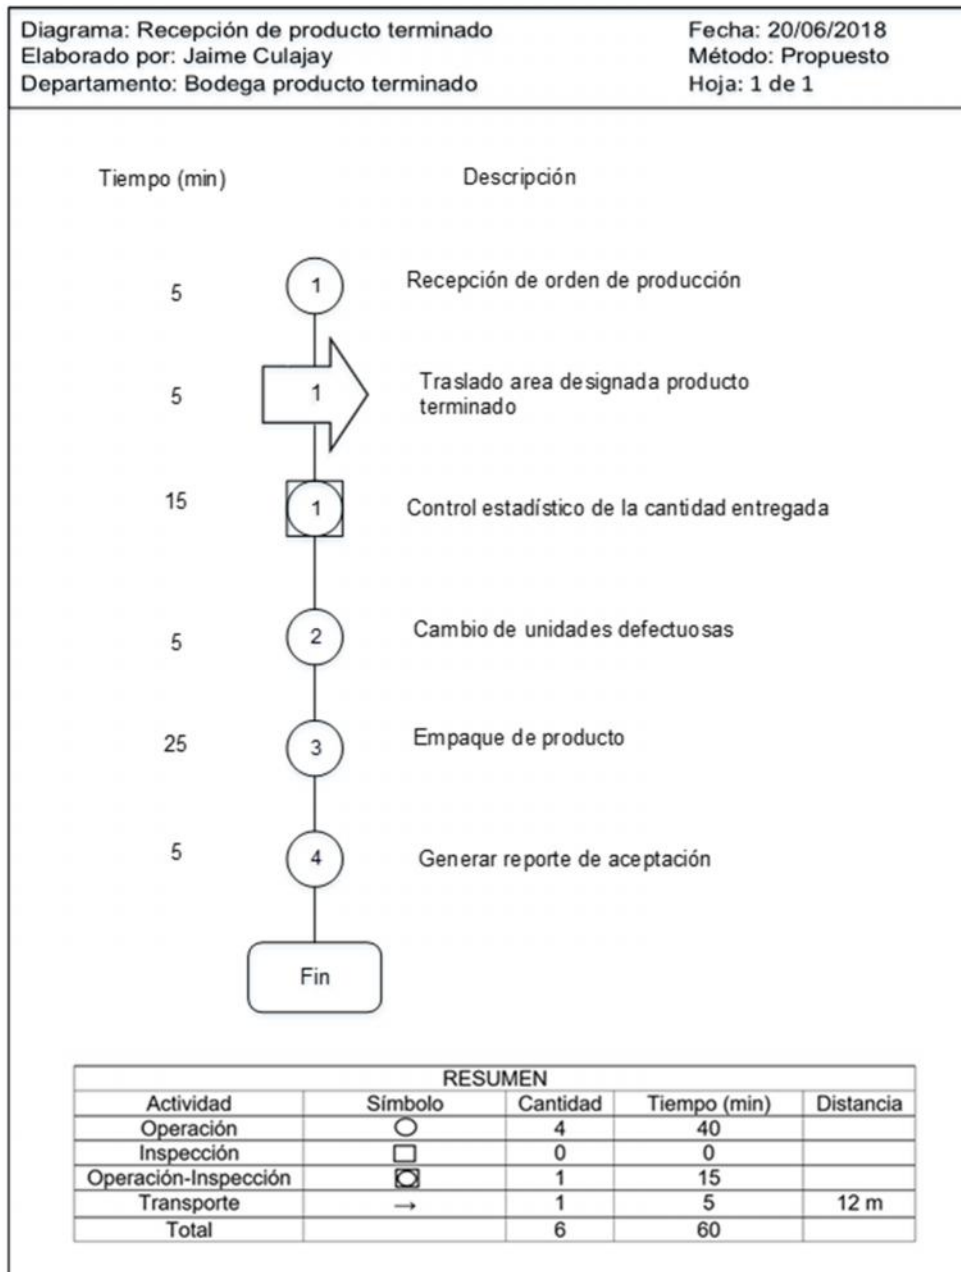 Diagrama: Recepción de producto terminado Fecha: 20/06/2018
Elaborado por: Jaime Culajay Método: Propuesto
Departamento: Bodega producto terminado Hoja: 1 de 1
Tiempo (min) Descripción
5 1 Recepción de orden de producción
5 1 Traslado area designada producto
terminado
15 1 Control estadístico de la cantidad entregada
5 2 Cambio de unidades defectuosas
25 3 Empaque de producto
5 4 Generar reporte de aceptación
Fin
RESUMEN
Actividad Símbolo Cantidad Tiempo (min) Distancia
Operación 4 40
Inspección 0 0
Operación-Inspección 1 15
Transporte → 1 5 12 m
Total 6 60